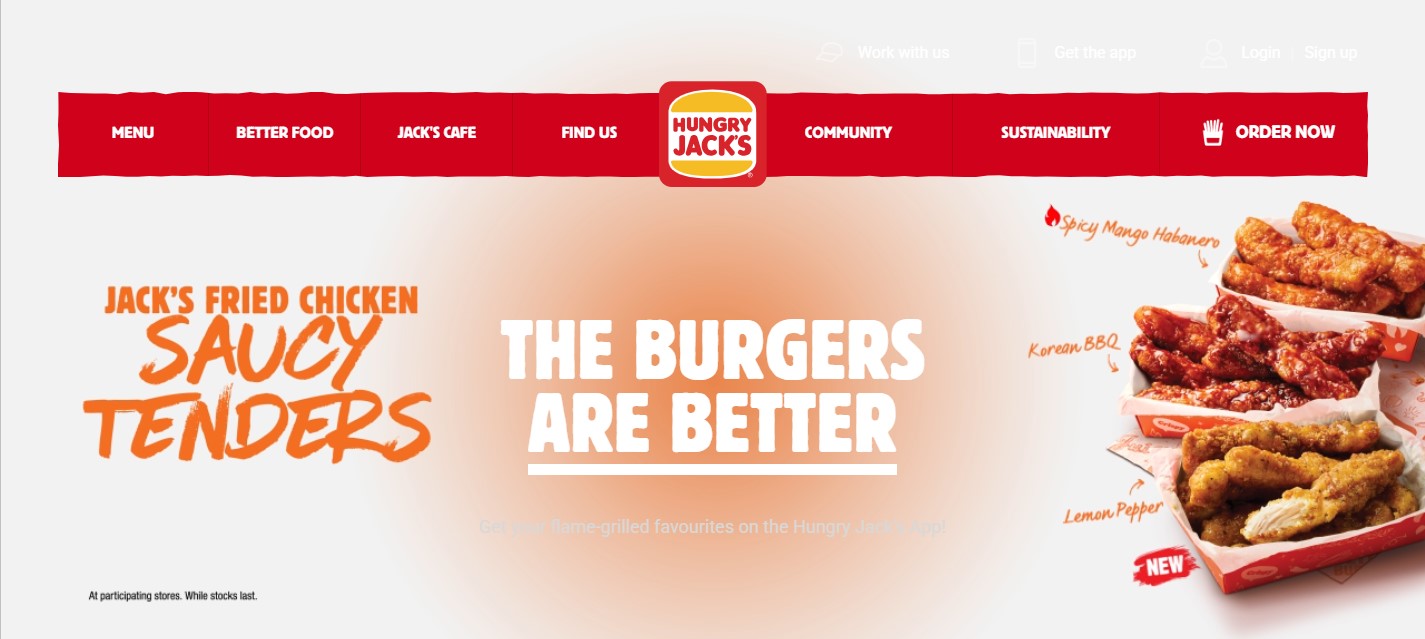 Work with us
Get the app
Login | Sign up
MENU
BETTER FOOD
JACK'S CAFE
FIND US
HUNGRY
JACK'S
®
COMMUNITY
SUSTAINABILITY
ORDER NOW
JACK'S FRIED CHICKEN
SAUCY
TENDERS
THE BURGERS
ARE BETTER
Get your flame-grilled favourites on the Hungry Jack's App!
At participating stores. While stocks last.
Spicy Mango Habanero
Korean BBQ
Lemon Pepper
NEW